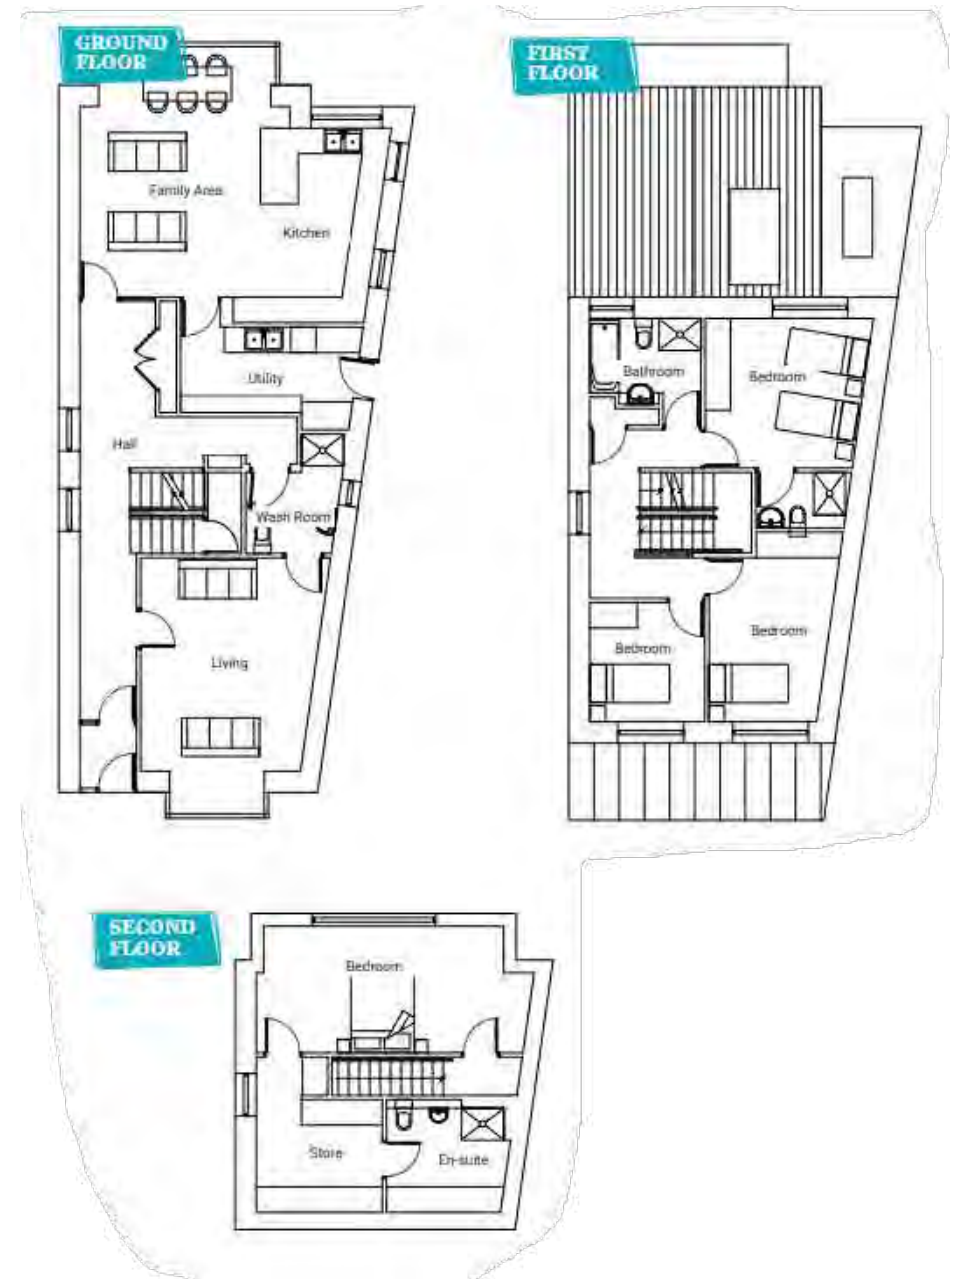 GROUND
FLOOR
Family Area
Kitchen
Utility
Hall
Wash Room
Living
FIRST
FLOOR
Bathroom
Bedroom
Bedroom
Bedroom
SECOND
FLOOR
Bedroom
Store
En-suite